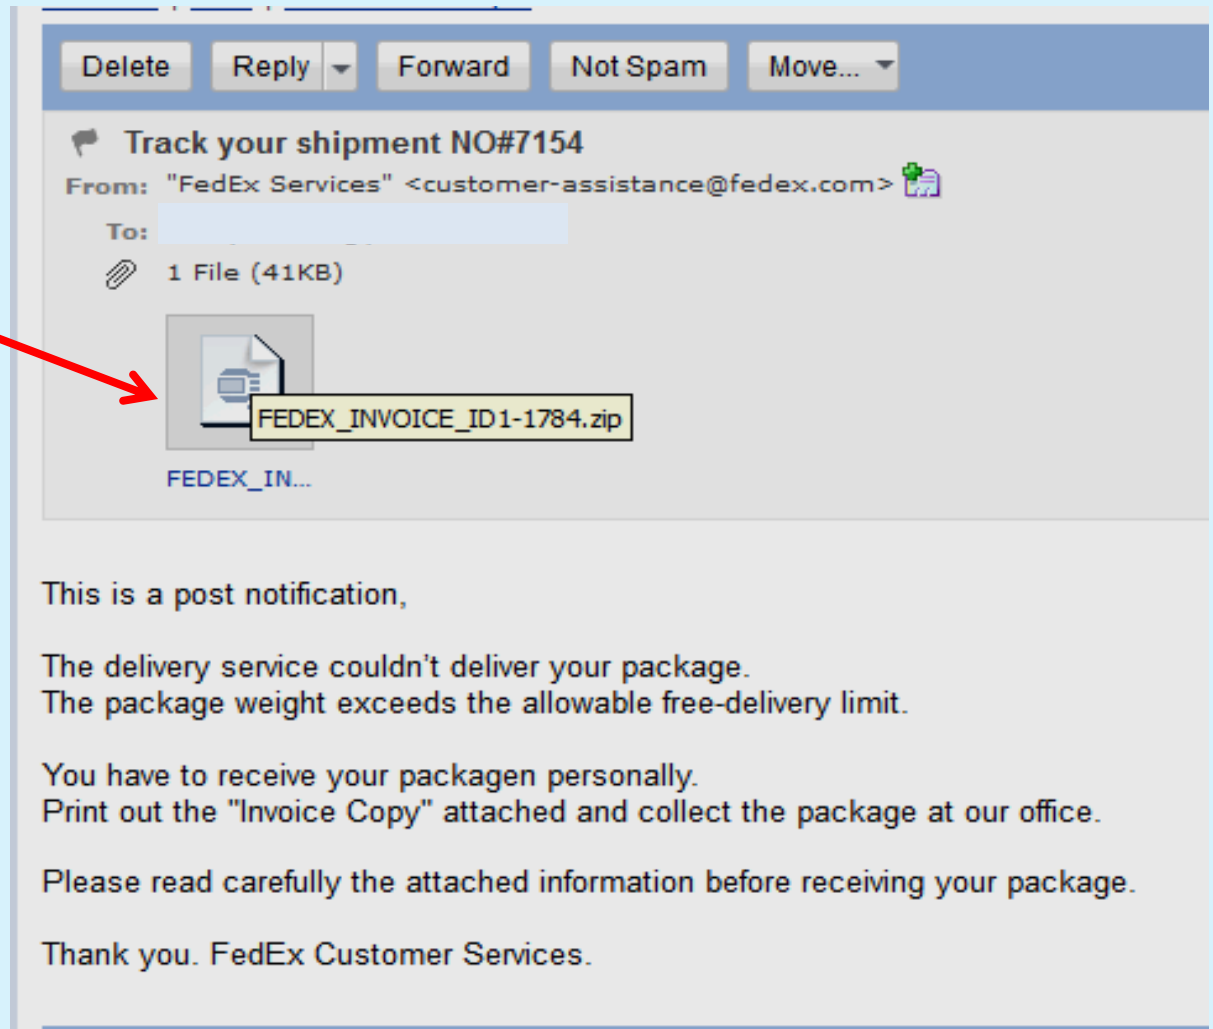 Delete Reply Forward Not Spam Move...
Track your shipment NO#7154
From: "FedEx Services" <customer-assistance@fedex.com>
To:
1 File (41KB)
FEDEX_INVOICE_ID1-1784.zip
FEDEX_IN...
This is a post notification,
The delivery service couldn't deliver your package.
The package weight exceeds the allowable free-delivery limit.
You have to receive your packagen personally.
Print out the "Invoice Copy" attached and collect the package at our office.
Please read carefully the attached information before receiving your package.
Thank you. FedEx Customer Services.